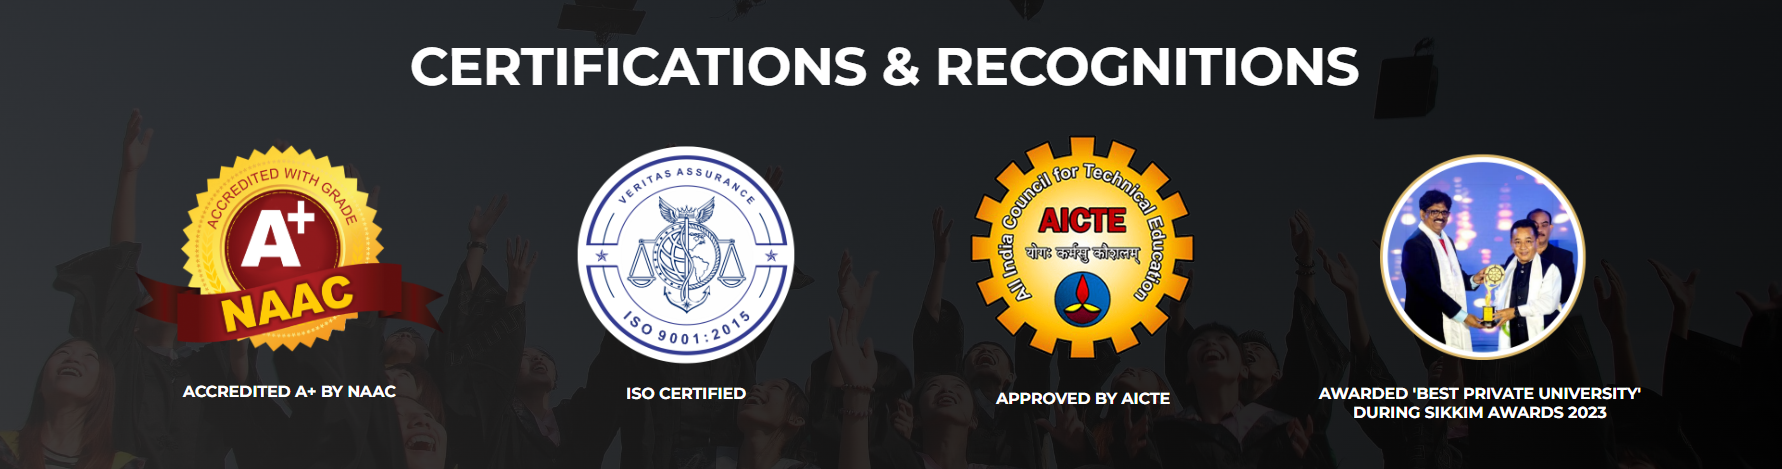 CERTIFICATIONS & RECOGNITIONS
ACCREDITED WITH GRADE
A+
NAAC
ACCREDITED A+ BY NAAC
VERITAS ASSURANCE
ISO 9001:2015
ISO CERTIFIED
All India Council for Technical Education
AICTE
योगः कर्मसु कौशलम्
APPROVED BY AICTE
AWARDED 'BEST PRIVATE UNIVERSITY'
DURING SIKKIM AWARDS 2023